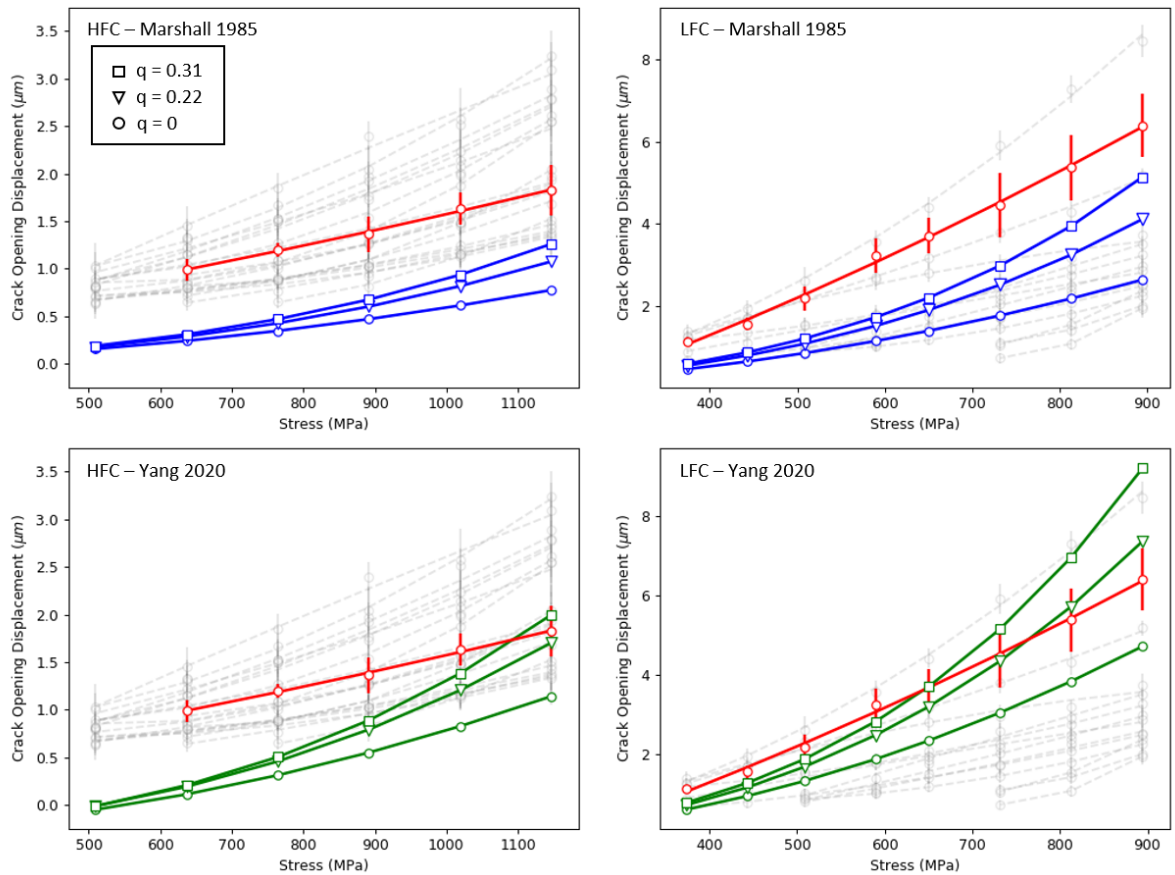 HFC – Marshall 1985
q = 0.31
q = 0.22
q = 0
3.5
3.0
2.5
2.0
1.5
1.0
0.5
0.0
Crack Opening Displacement (μm)
500 600 700 800 900 1000 1100
Stress (MPa)
LFC – Marshall 1985
8
6
4
2
Crack Opening Displacement (μm)
400 500 600 700 800 900
Stress (MPa)
HFC – Yang 2020
3.5
3.0
2.5
2.0
1.5
1.0
0.5
0.0
Crack Opening Displacement (μm)
500 600 700 800 900 1000 1100
Stress (MPa)
LFC – Yang 2020
8
6
4
2
Crack Opening Displacement (μm)
400 500 600 700 800 900
Stress (MPa)